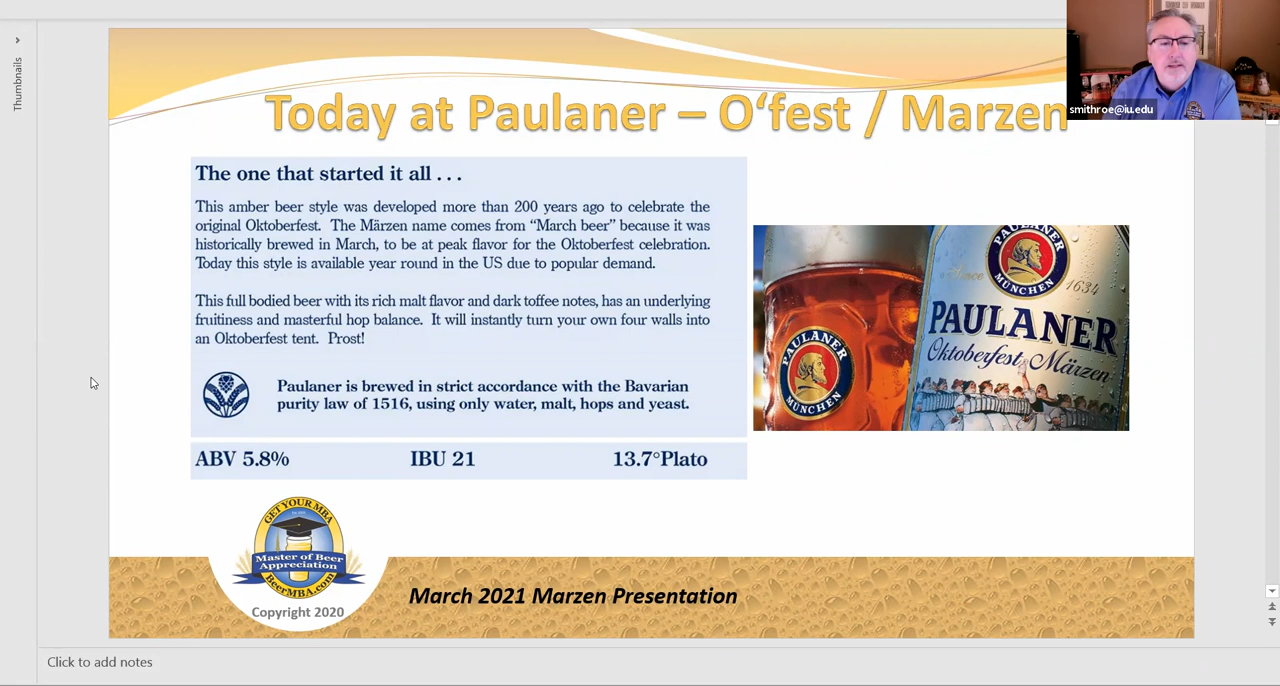 Thumbnails
Today at Paulaner – O‘fest / Marzen
smithroe@iu.edu
The one that started it all . . .
This amber beer style was developed more than 200 years ago to celebrate the
original Oktoberfest. The Märzen name comes from “March beer” because it was
historically brewed in March, to be at peak flavor for the Oktoberfest celebration.
Today this style is available year round in the US due to popular demand.
This full bodied beer with its rich malt flavor and dark toffee notes, has an underlying
fruitiness and masterful hop balance. It will instantly turn your own four walls into
an Oktoberfest tent. Prost!
Paulaner is brewed in strict accordance with the Bavarian
purity law of 1516, using only water, malt, hops and yeast.
ABV 5.8% IBU 21 13.7°Plato
PAULANER
MÜNCHEN
PAULANER
MÜNCHEN
Since 1634
PAULANER
Oktoberfest Märzen
GET YOUR MBA
Master of Beer
Appreciation
BeerMBA.com
Copyright 2020
March 2021 Marzen Presentation
Click to add notes